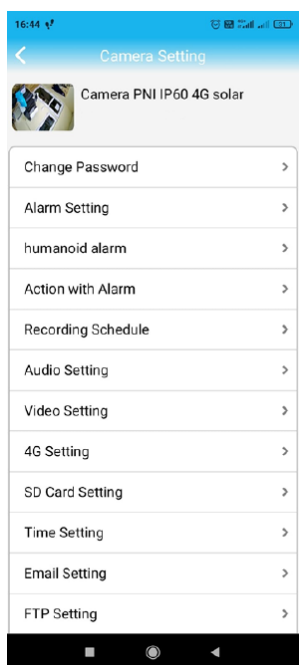 16:44
Camera Setting
Camera PNI IP60 4G solar
Change Password
Alarm Setting
humanoid alarm
Action with Alarm
Recording Schedule
Audio Setting
Video Setting
4G Setting
SD Card Setting
Time Setting
Email Setting
FTP Setting